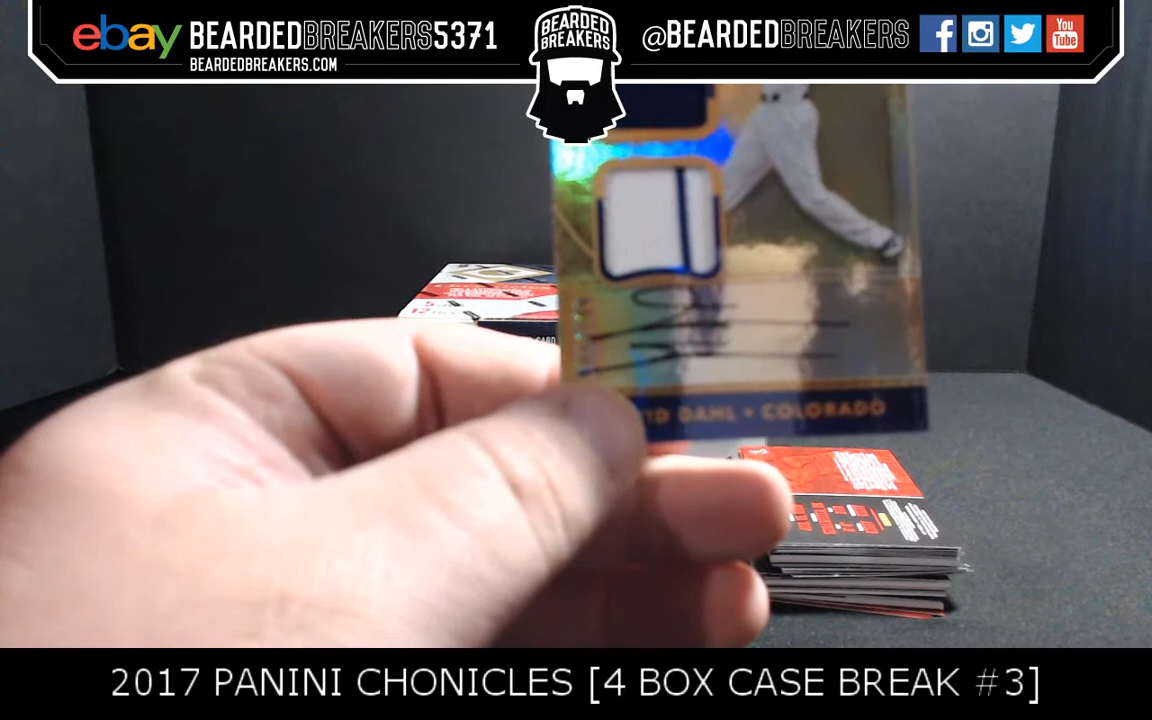 ebay BEARDEDBREAKERS5371
BEARDEDBREAKERS.COM
BEARDED
BREAKERS
@BEARDEDBREAKERS
You
Tube
DAHL • COLORADO
2017 PANINI CHONICLES [4 BOX CASE BREAK #3]